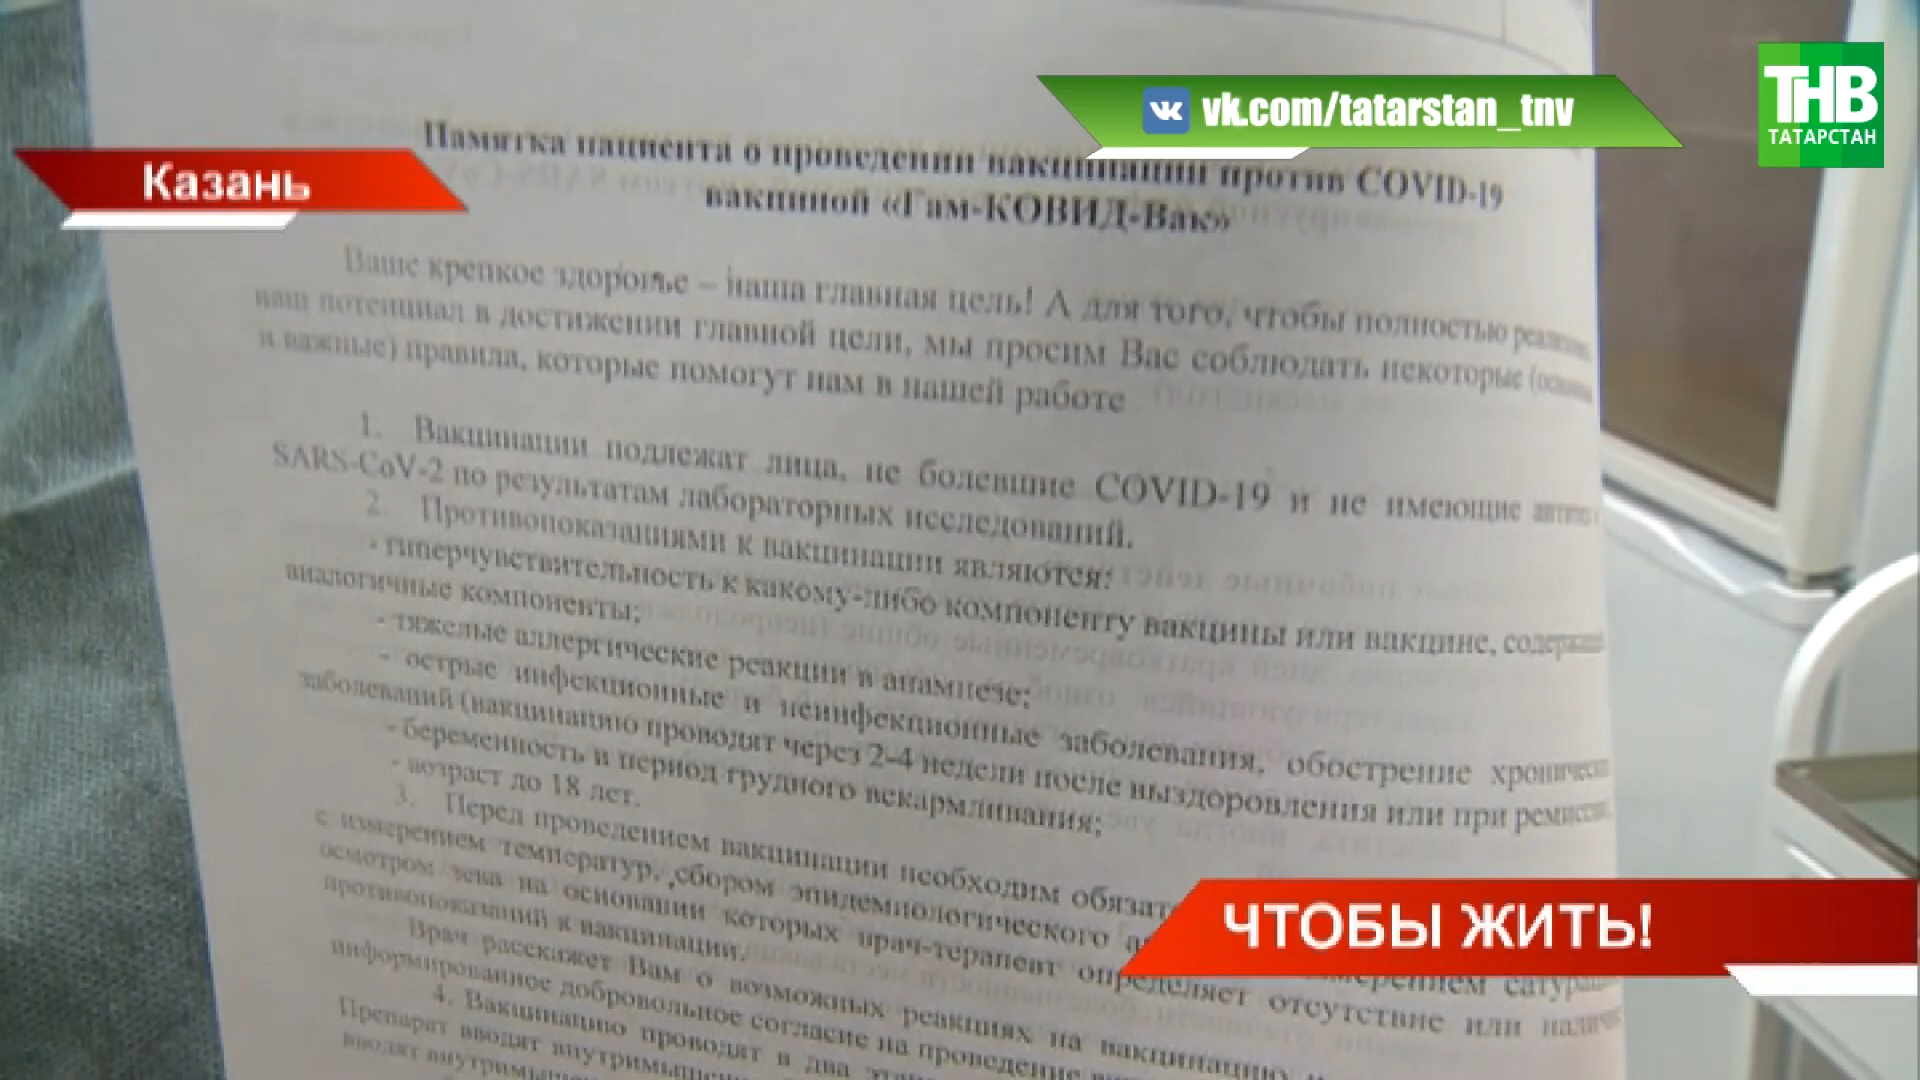 vk.com/tatarstan_tnv
ТНВ
ТАТАРСТАН
Казань
Памятка пациента о проведении вакцинации против COVID-19
вакциной «Гам-КОВИД-Вак»
Ваше крепкое здоровье – наша главная цель! А для того, чтобы полностью
наш потенциал в достижении главной цели, мы просим Вас соблюдать некоторые
и важные) правила, которые помогут нам в нашей работе
1. Вакцинации подлежат лица, не болевшие COVID-19 и не имеющие
SARS-CoV-2 по результатам лабораторных исследований.
2. Противопоказаниями к вакцинации являются:
- гиперчувствительность к какому-либо компоненту вакцины или вакцине,
аналогичные компоненты;
- тяжелые аллергические реакции в анамнезе;
- острые инфекционные и неинфекционные заболевания, обострение
заболеваний (вакцинацию проводят через 2-4 недели после выздоровления или при
- беременность и период грудного вскармливания;
- возраст до 18 лет.
3. Перед проведением вакцинации необходим
с измерением температур, сбором эпидемиологического
осмотром зева на основании которых врач-терапевт определяет отсутствие или
противопоказаний к вакцинации.
Врач расскажет Вам о возможных реакциях на вакцинацию
информированное добровольное согласие на проведение
4. Вакцинацию проводят в два
Препарат вводят
вводят
ЧТОБЫ ЖИТЬ!